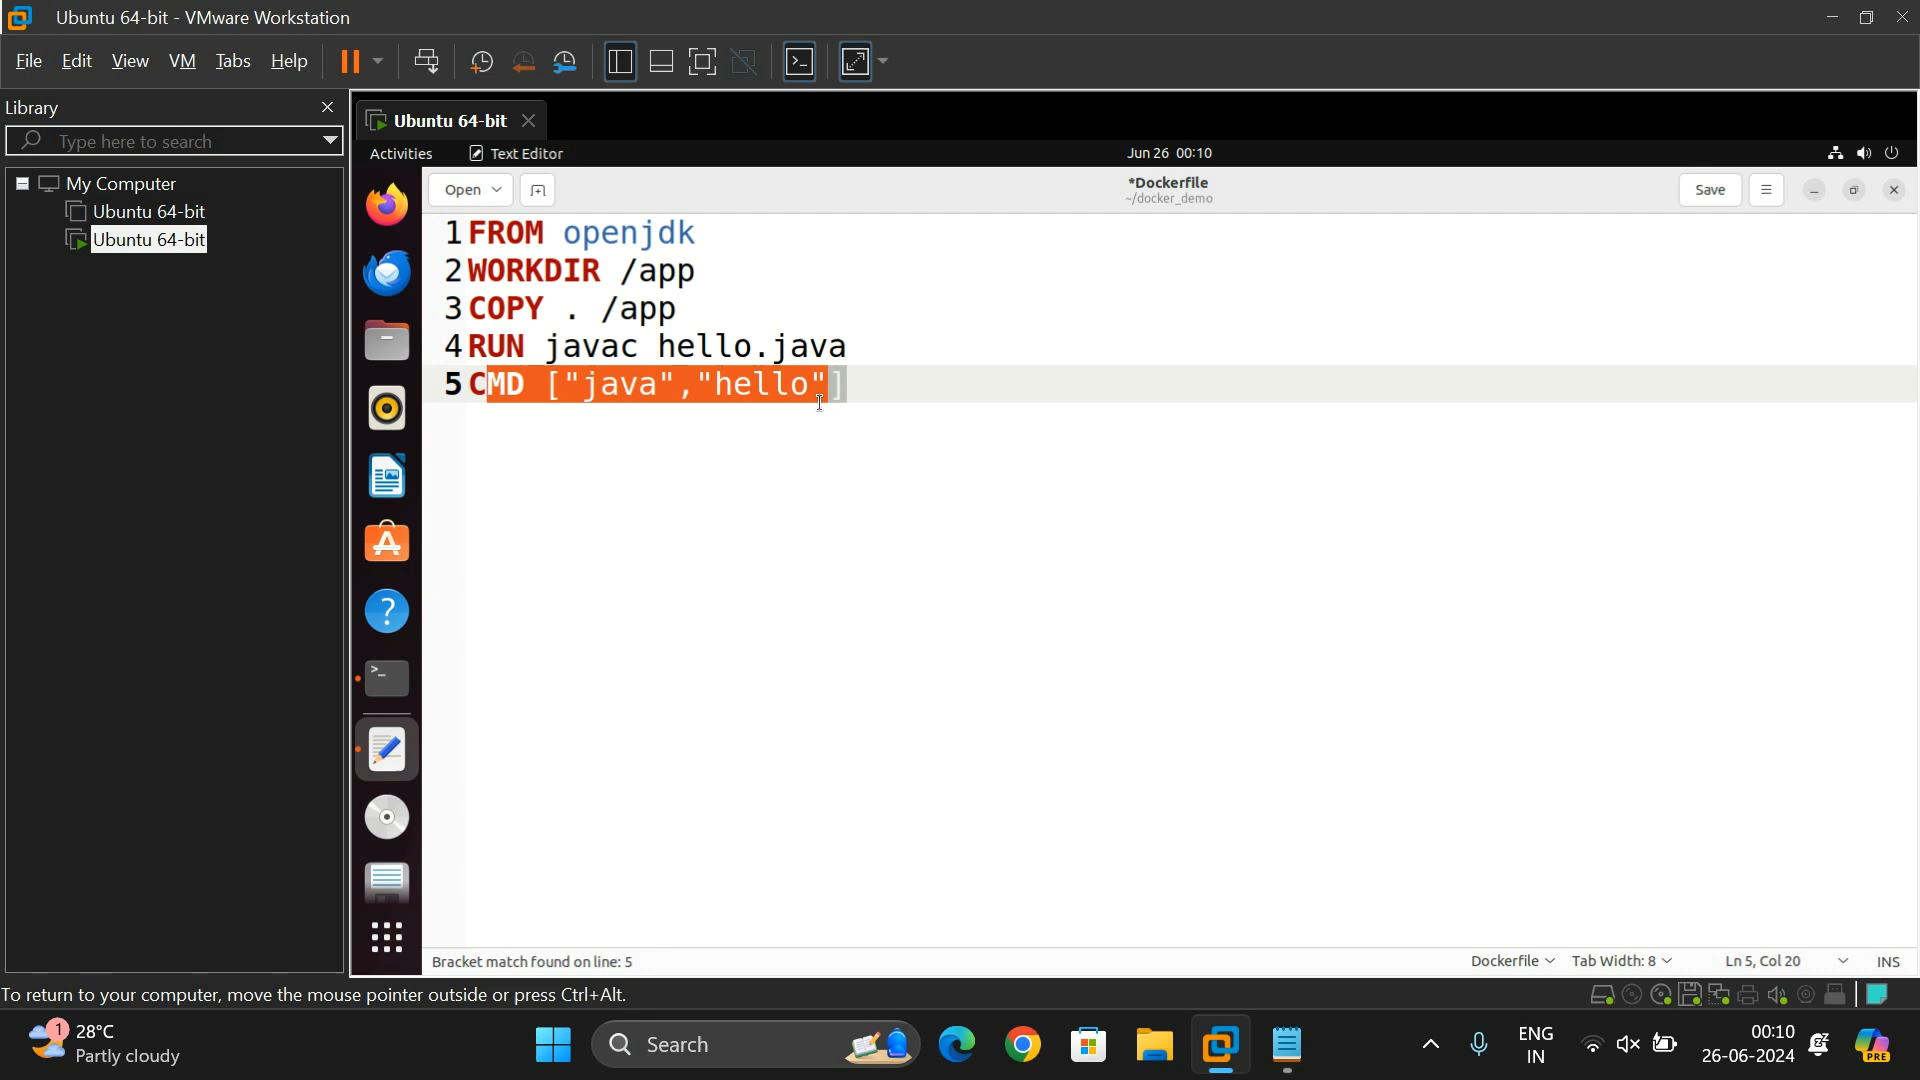 Ubuntu 64-bit - VMware Workstation
File Edit View VM Tabs Help
Library
Type here to search
My Computer
Ubuntu 64-bit
Ubuntu 64-bit
Ubuntu 64-bit
Activities Text Editor Jun 26 00:10
Open *Dockerfile Save
~/docker_demo
1 FROM openjdk
2 WORKDIR /app
3 COPY . /app
4 RUN javac hello.java
5 CMD ["java","hello"]
Bracket match found on line: 5 Dockerfile Tab Width: 8 Ln 5, Col 20 INS
To return to your computer, move the mouse pointer outside or press Ctrl+Alt.
1 28°C
Partly cloudy
Search
ENG
IN
00:10
26-06-2024
PRE